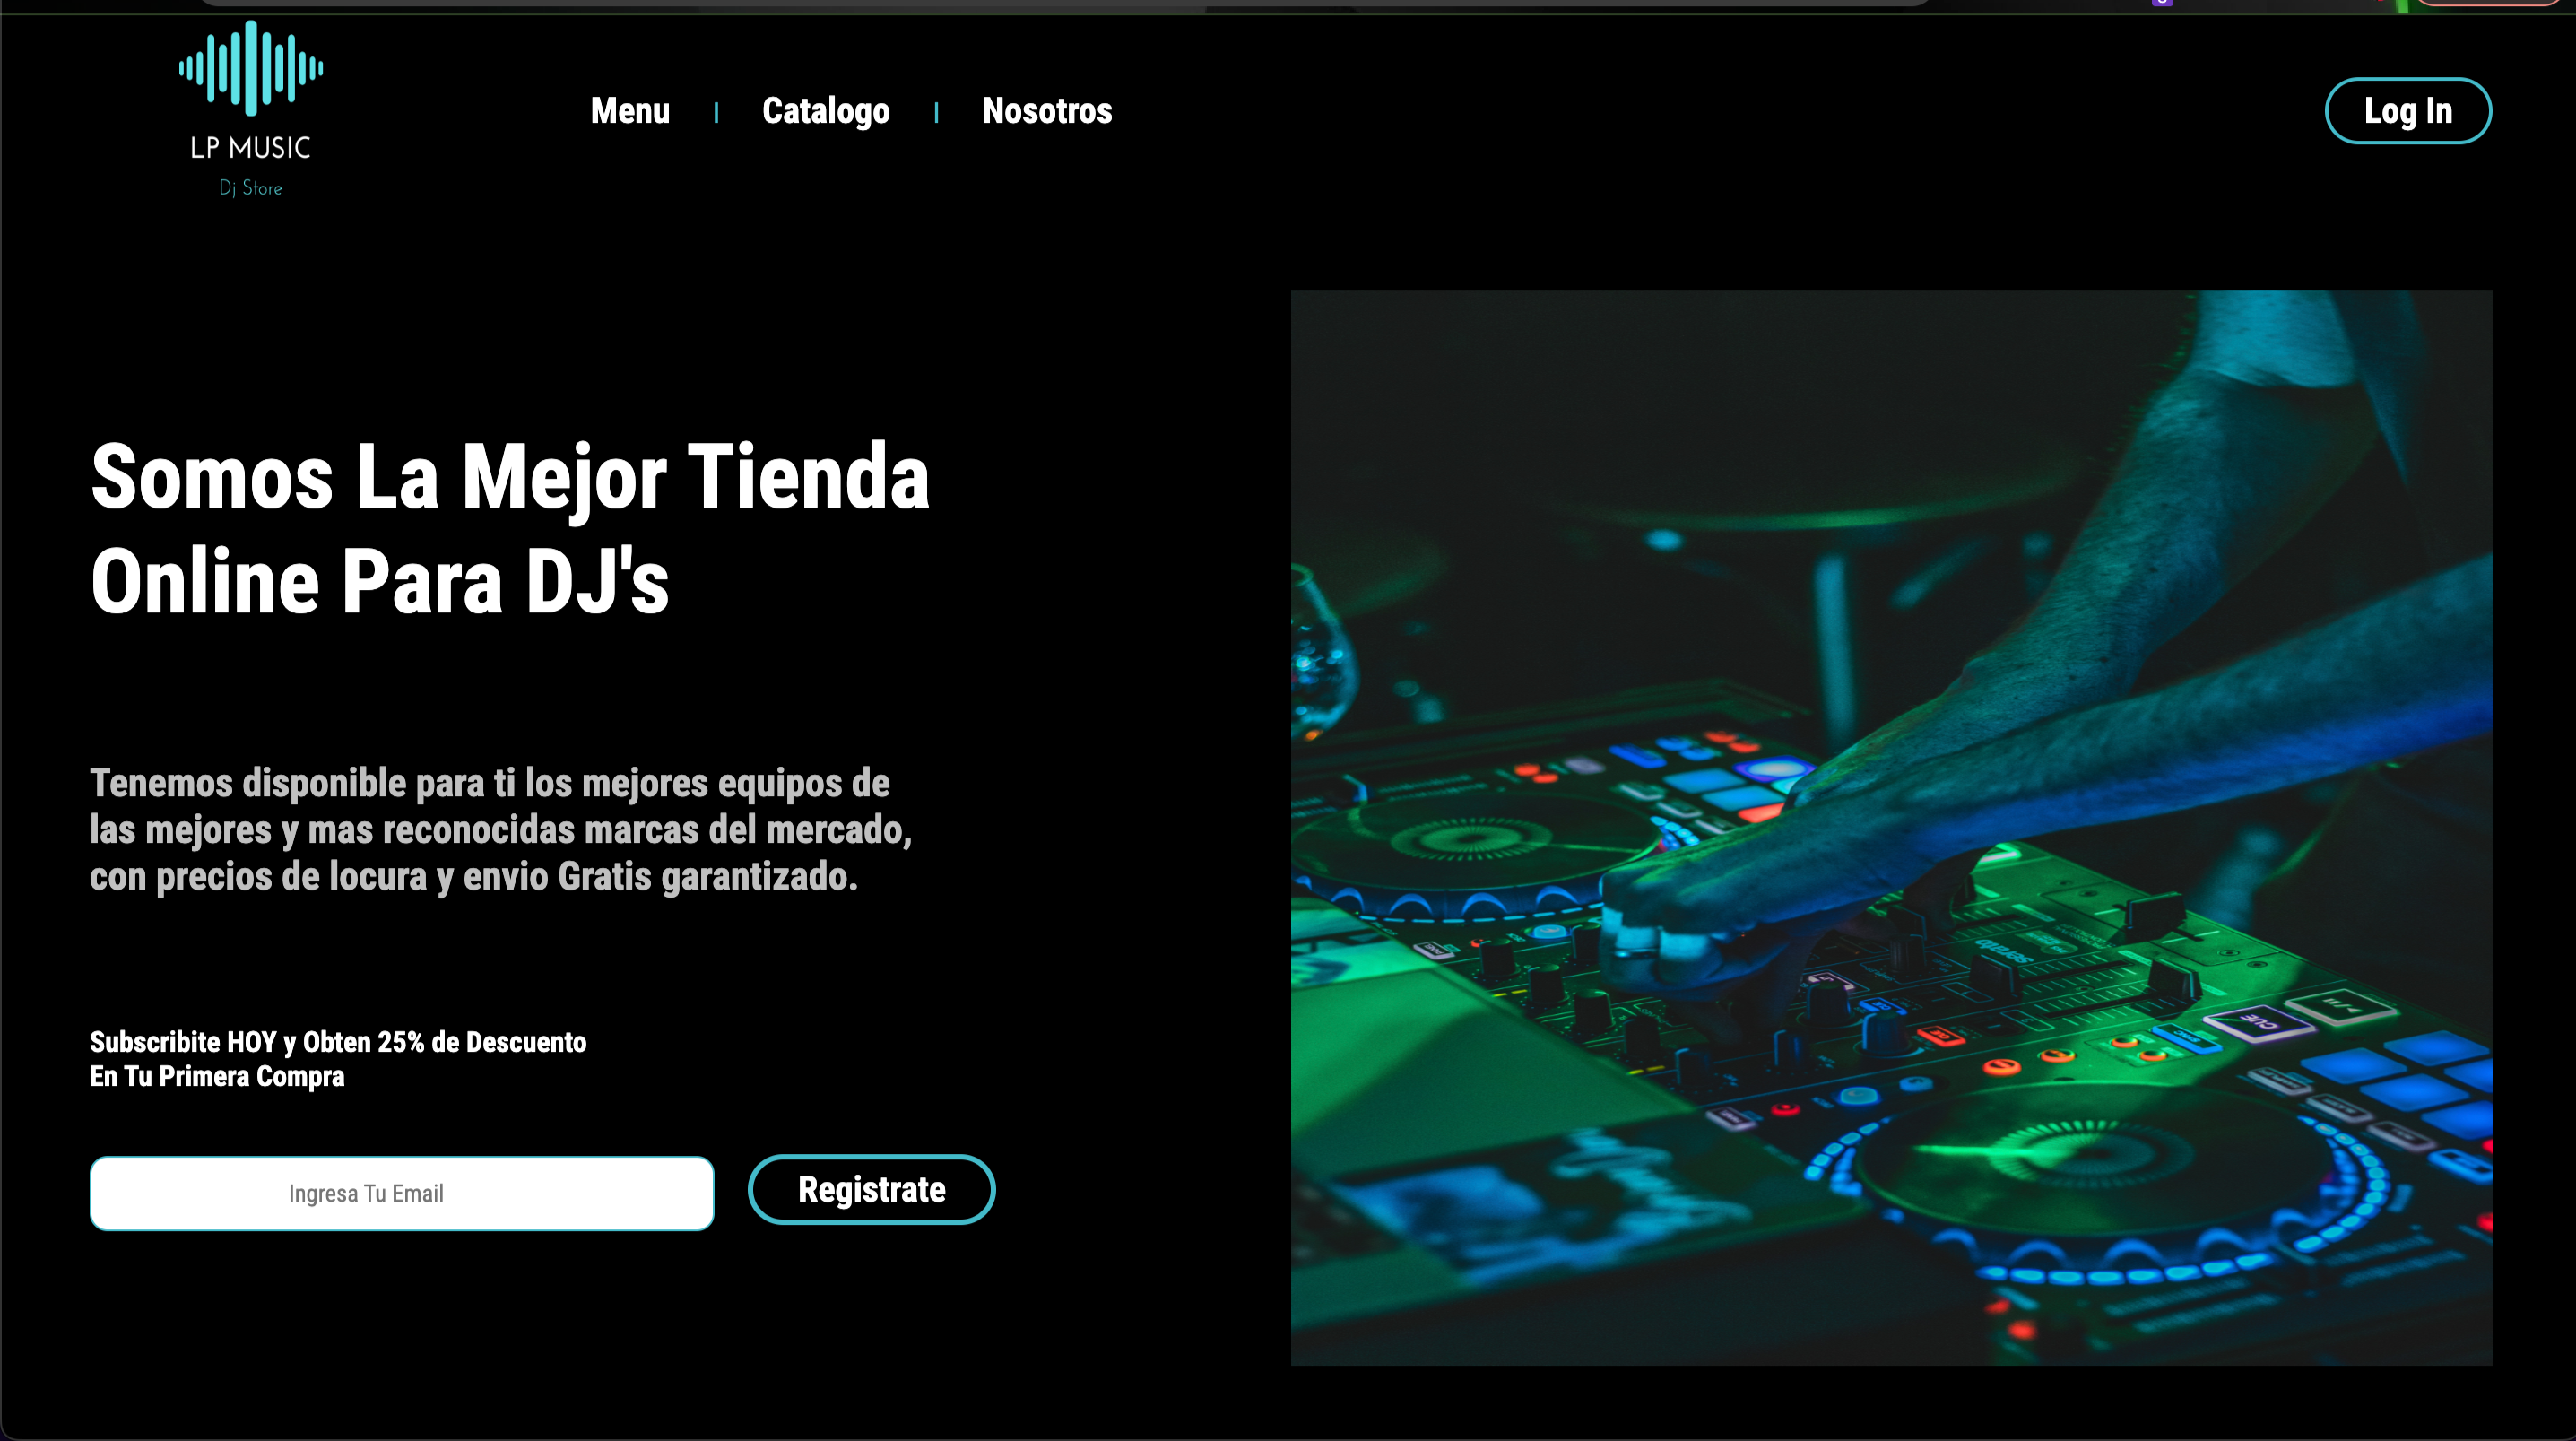 LP MUSIC
Dj Store
Menu | Catalogo | Nosotros
Log In
Somos La Mejor Tienda
Online Para DJ's
Tenemos disponible para ti los mejores equipos de
las mejores y mas reconocidas marcas del mercado,
con precios de locura y envio Gratis garantizado.
Subscribite HOY y Obten 25% de Descuento
En Tu Primera Compra
Ingresa Tu Email
Registrate
serato
CUE